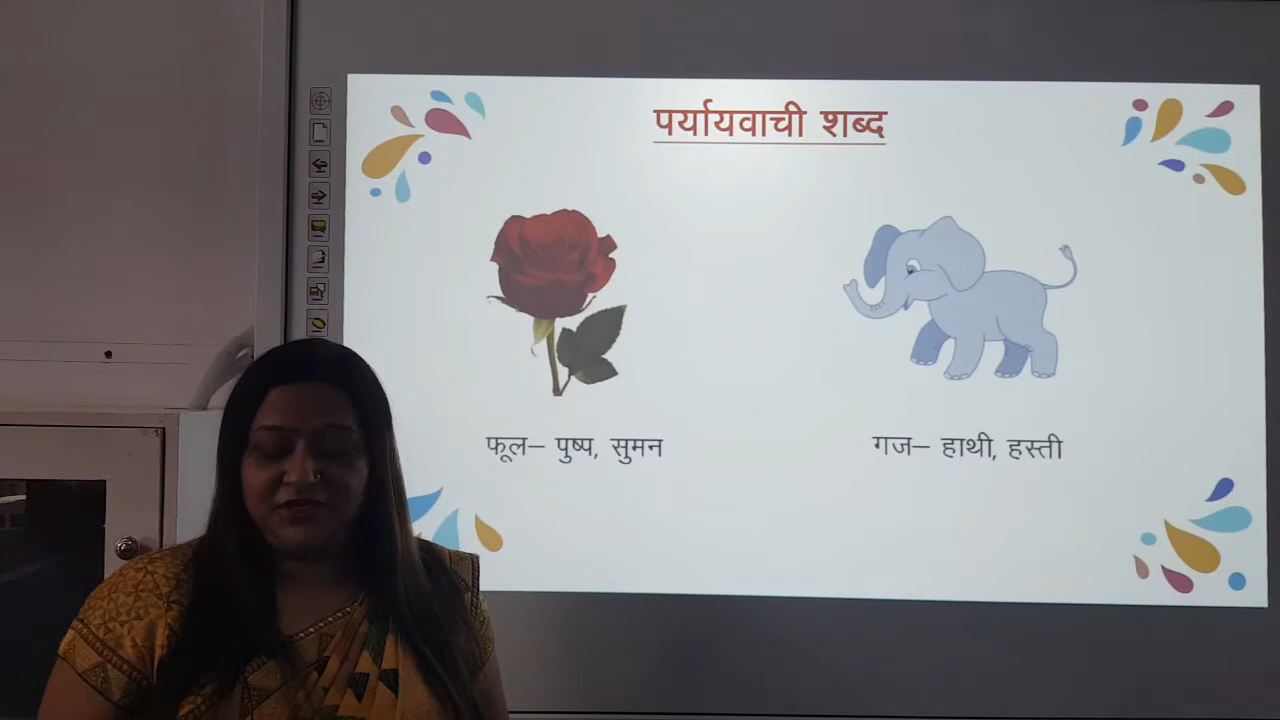 पर्यायवाची शब्द
फूल– पुष्प, सुमन
गज– हाथी, हस्ती